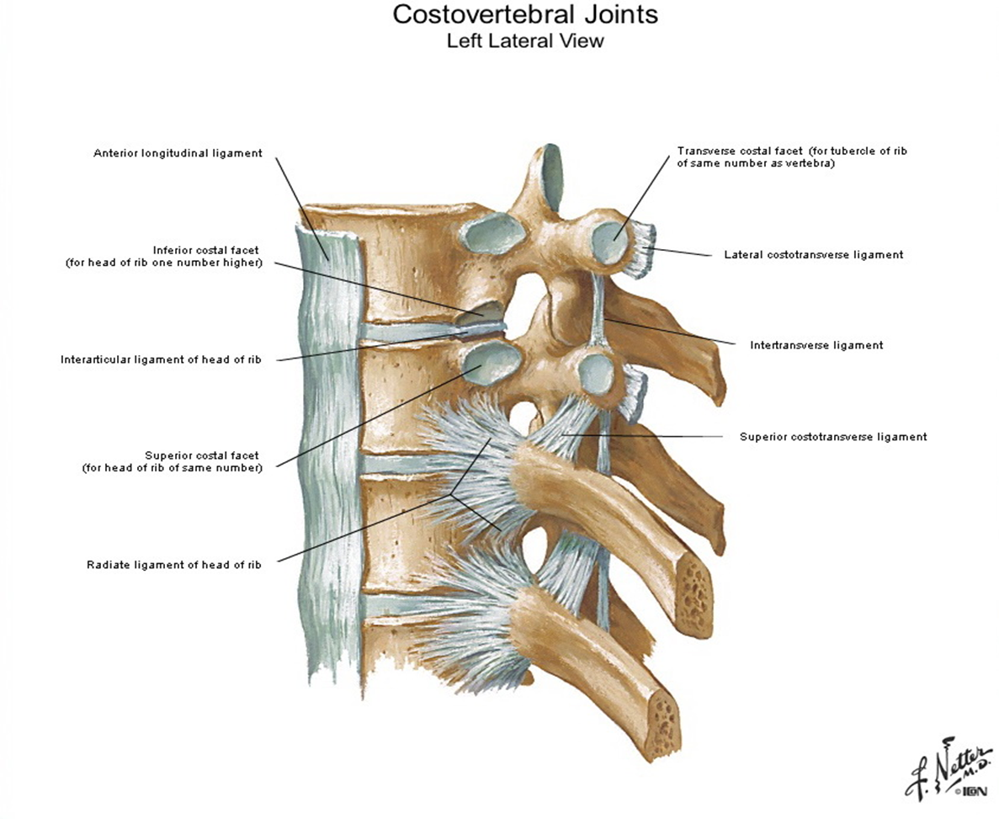 Costovertebral Joints
Left Lateral View
Anterior longitudinal ligament
Inferior costal facet
(for head of rib one number higher)
Interarticular ligament of head of rib
Superior costal facet
(for head of rib of same number)
Radiate ligament of head of rib
Transverse costal facet (for tubercle of rib
of same number as vertebra)
Lateral costotransverse ligament
Intertransverse ligament
Superior costotransverse ligament
F. Netter
M.D.
© ICON